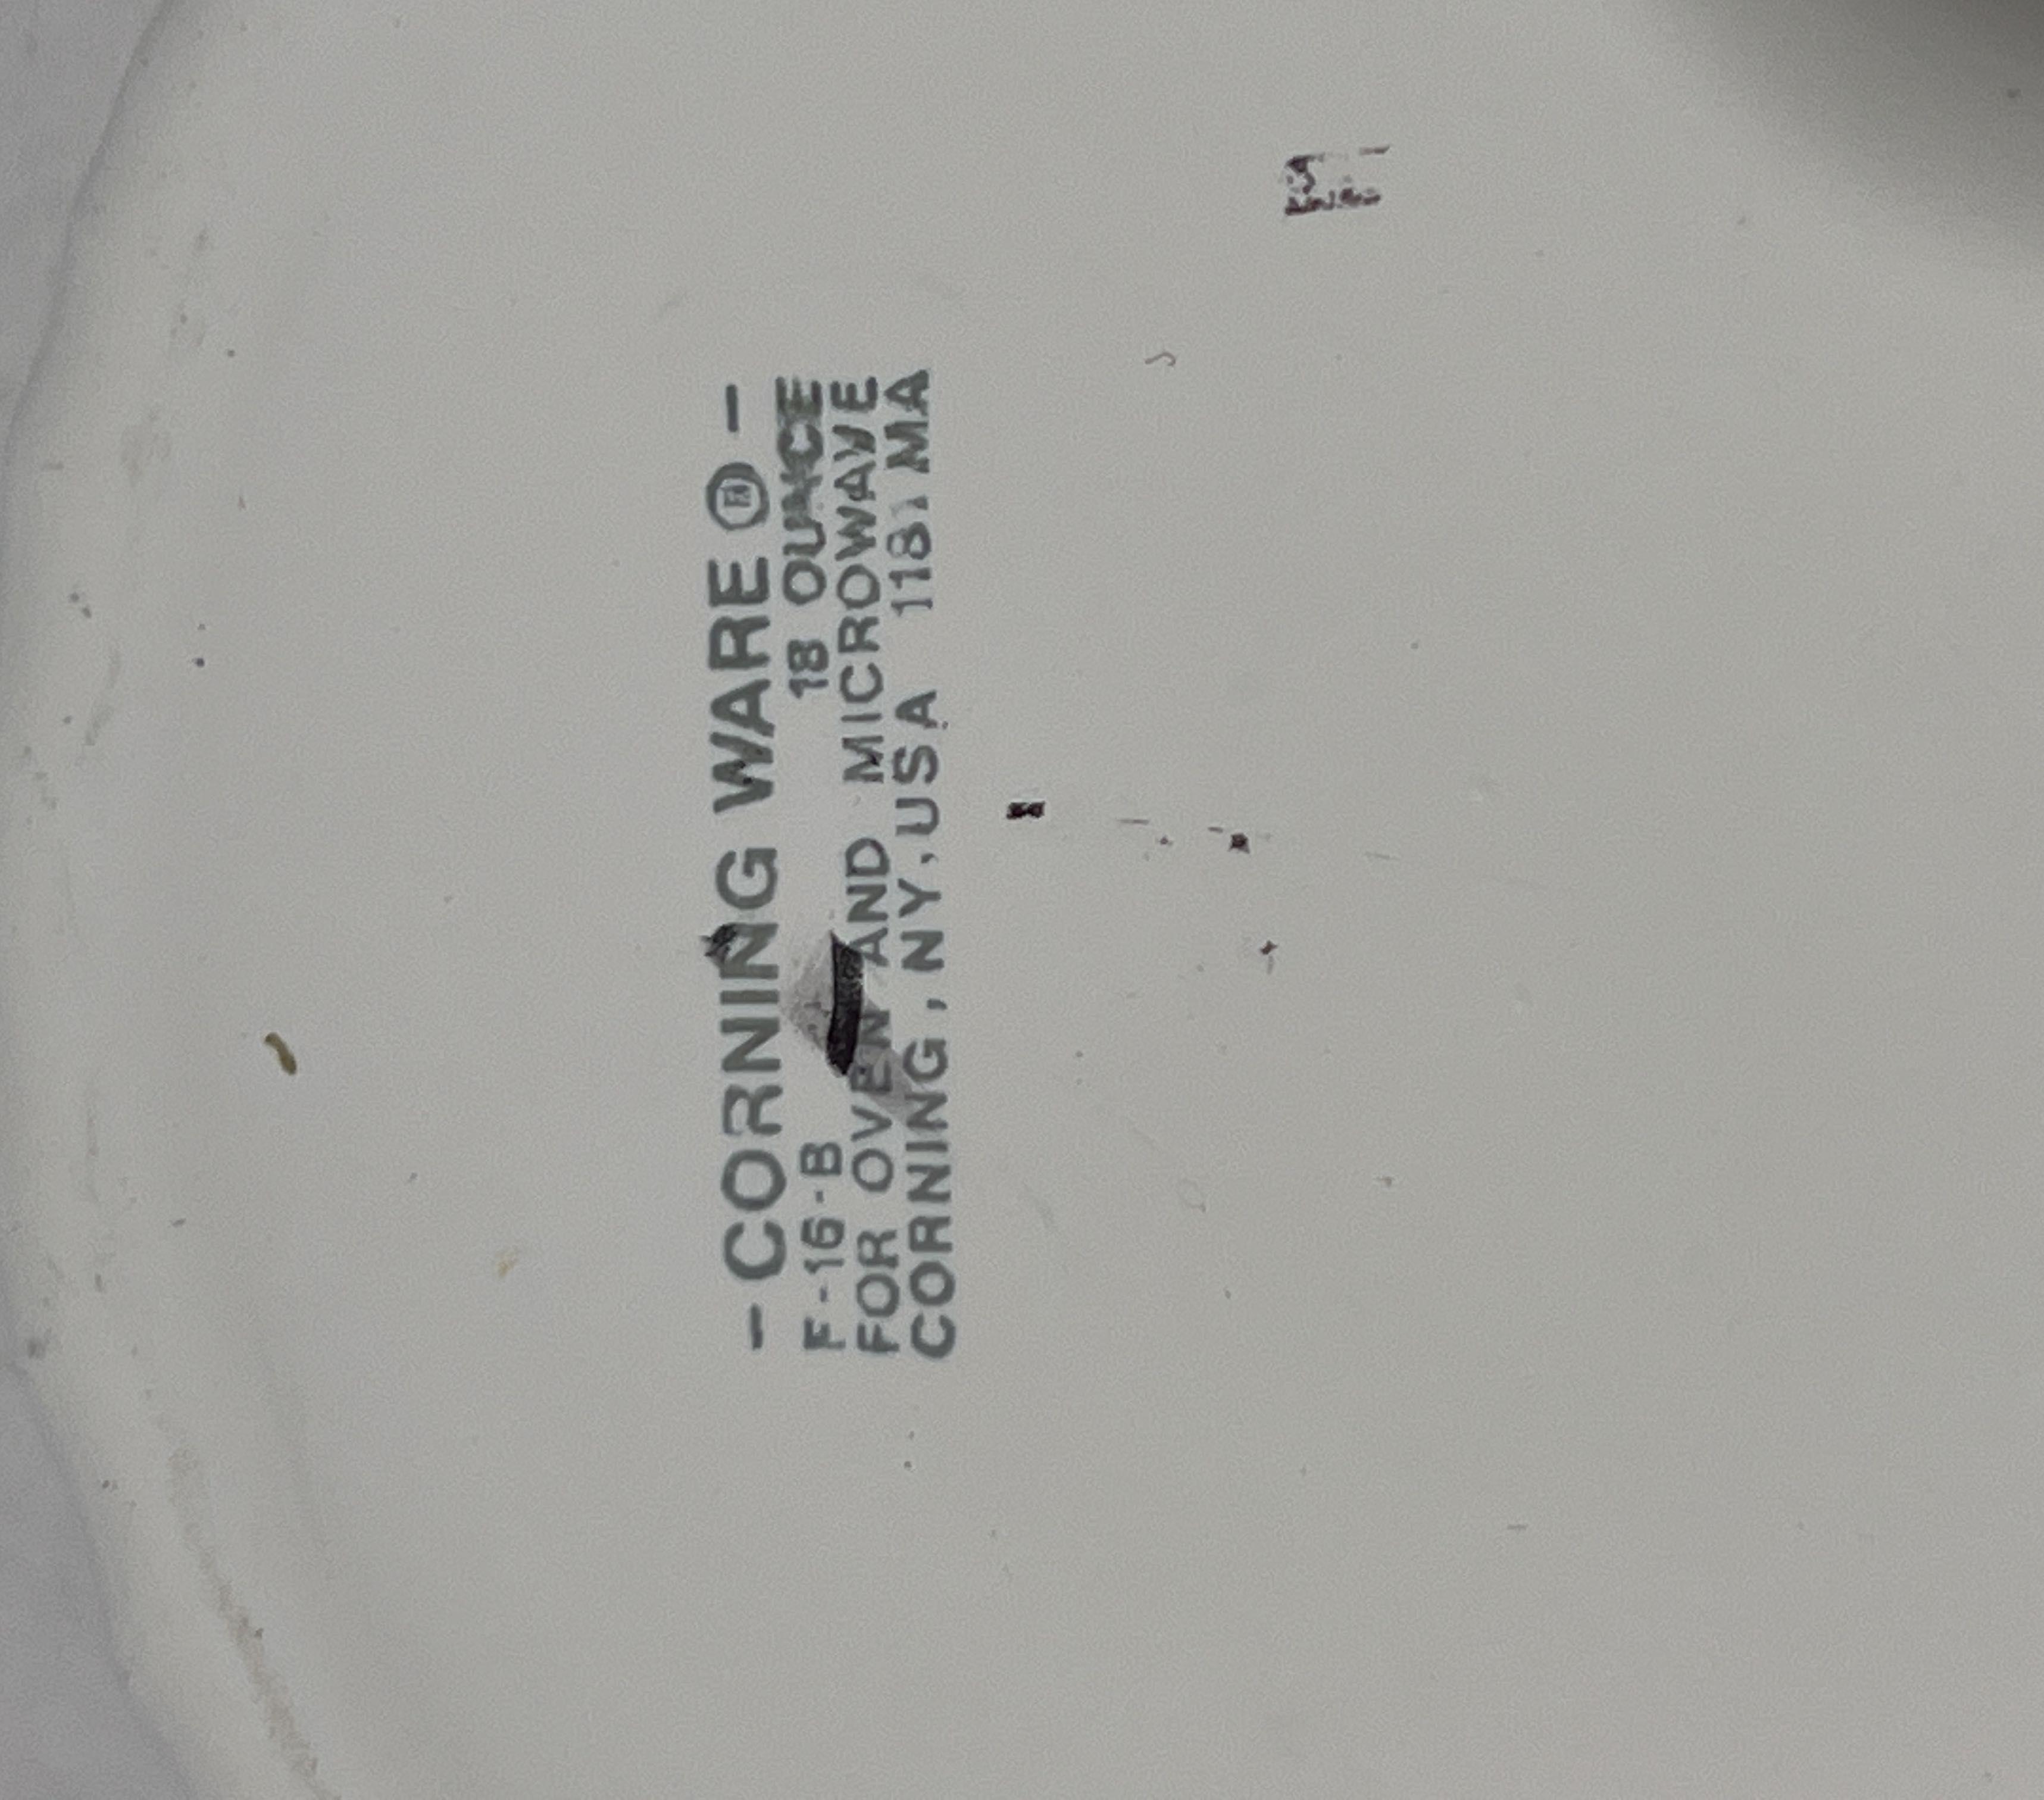 — CORNING WARE ® —
F-16-B 18 OUNCE
FOR OVEN AND MICROWAVE
CORNING, NY, USA 1181 MA